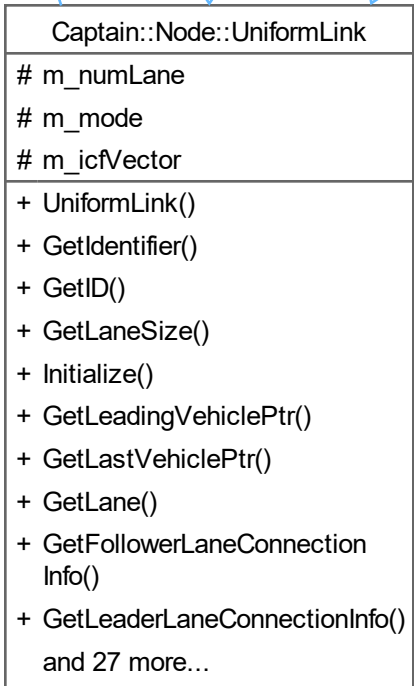 Captain::Node::UniformLink
# m_numLane
# m_mode
# m_icfVector
+ UniformLink()
+ GetIdentifier()
+ GetID()
+ GetLaneSize()
+ Initialize()
+ GetLeadingVehiclePtr()
+ GetLastVehiclePtr()
+ GetLane()
+ GetFollowerLaneConnection
Info()
+ GetLeaderLaneConnectionInfo()
and 27 more...